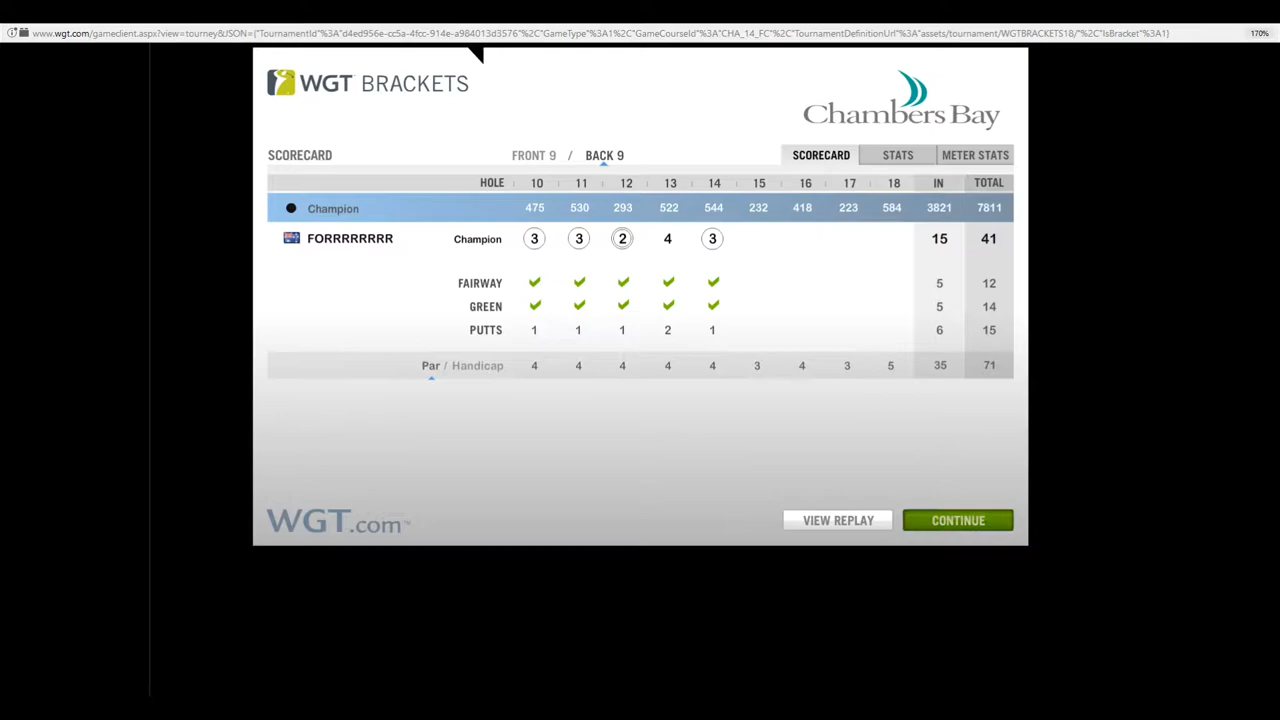 www.wgt.com/gameclient.aspx?view=tourney&JSON={"TournamentId"%3A"d4ed956e-cc5a-4fcc-914e-a984013d3576"%2C"GameType"%3A1%2C"GameCourseId"%3A"CHA_14_FC"%2C"TournamentDefinitionUrl"%3A"assets/tournament/WGTBRACKETS18/"%2C"IsBracket"%3A1} 170%
WGT BRACKETS
Chambers Bay
SCORECARD FRONT 9 / BACK 9 SCORECARD STATS METER STATS
HOLE 10 11 12 13 14 15 16 17 18 IN TOTAL
Champion 475 530 293 522 544 232 418 223 584 3821 7811
FORRRRRRRR Champion 3 3 2 4 3 15 41
FAIRWAY 5 12
GREEN 5 14
PUTTS 1 1 1 2 1 6 15
Par / Handicap 4 4 4 4 4 3 4 3 5 35 71
WGT.com™ VIEW REPLAY CONTINUE